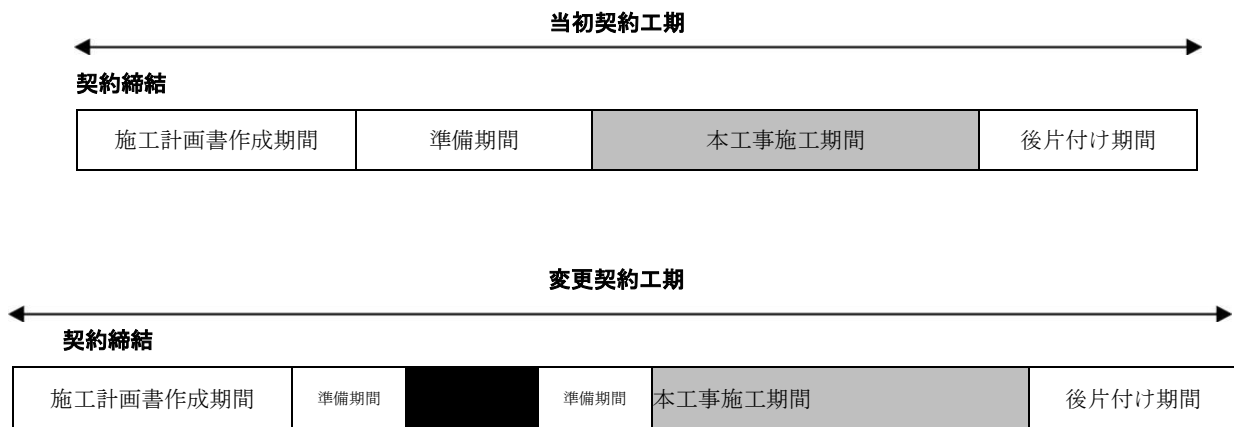 当初契約工期
契約締結
施工計画書作成期間 準備期間 本工事施工期間 後片付け期間
変更契約工期
契約締結
施工計画書作成期間 準備期間 準備期間 本工事施工期間 後片付け期間